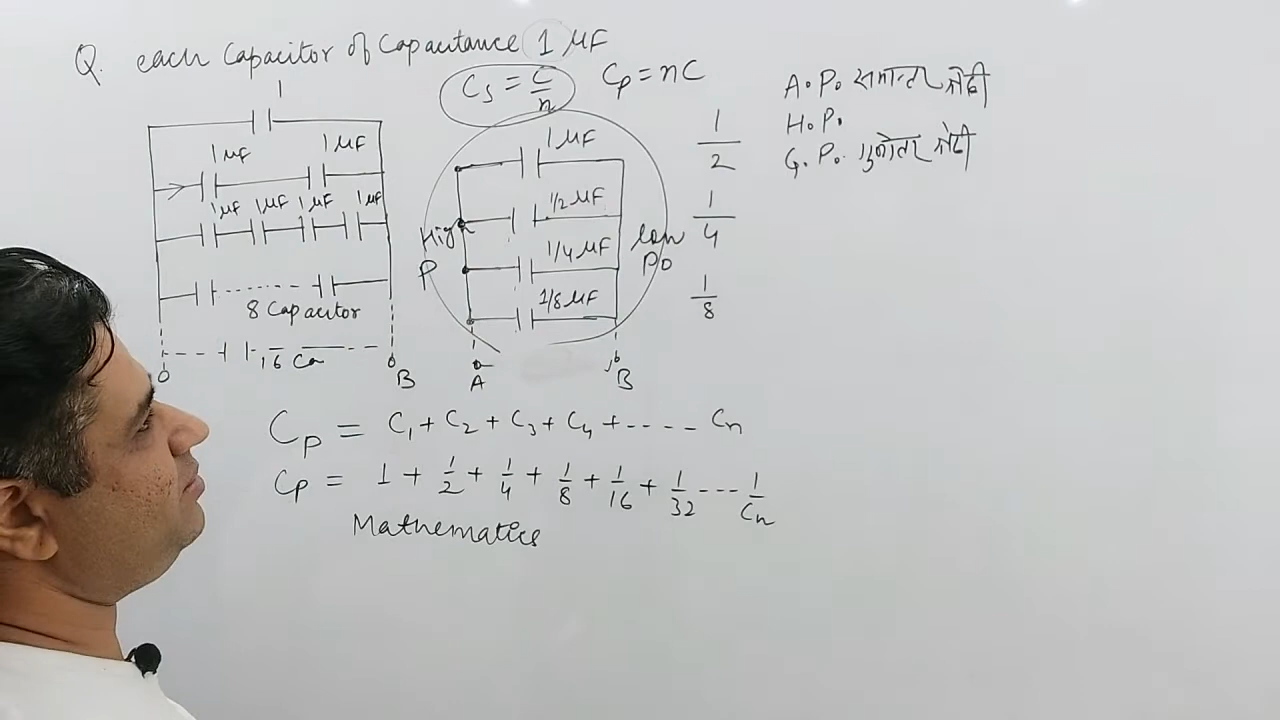 Q. each Capacitor of Capacitance 1 μF
Cs = C/n Cp = nC
1
1 μF 1 μF
1 μF 1 μF 1 μF 1 μF
8 Capacitor
16 Ca
B
1 μF
1/2 μF
1/4 μF
1/8 μF
High
P
low
Po
A B
1/2
1/4
1/8
A.P. समान्तर श्रेढी
H.P.
G.P. गुणोत्तर श्रेढी
Cp = C1 + C2 + C3 + C4 + ---- Cn
Cp = 1 + 1/2 + 1/4 + 1/8 + 1/16 + 1/32 --- 1/Cn
Mathematics